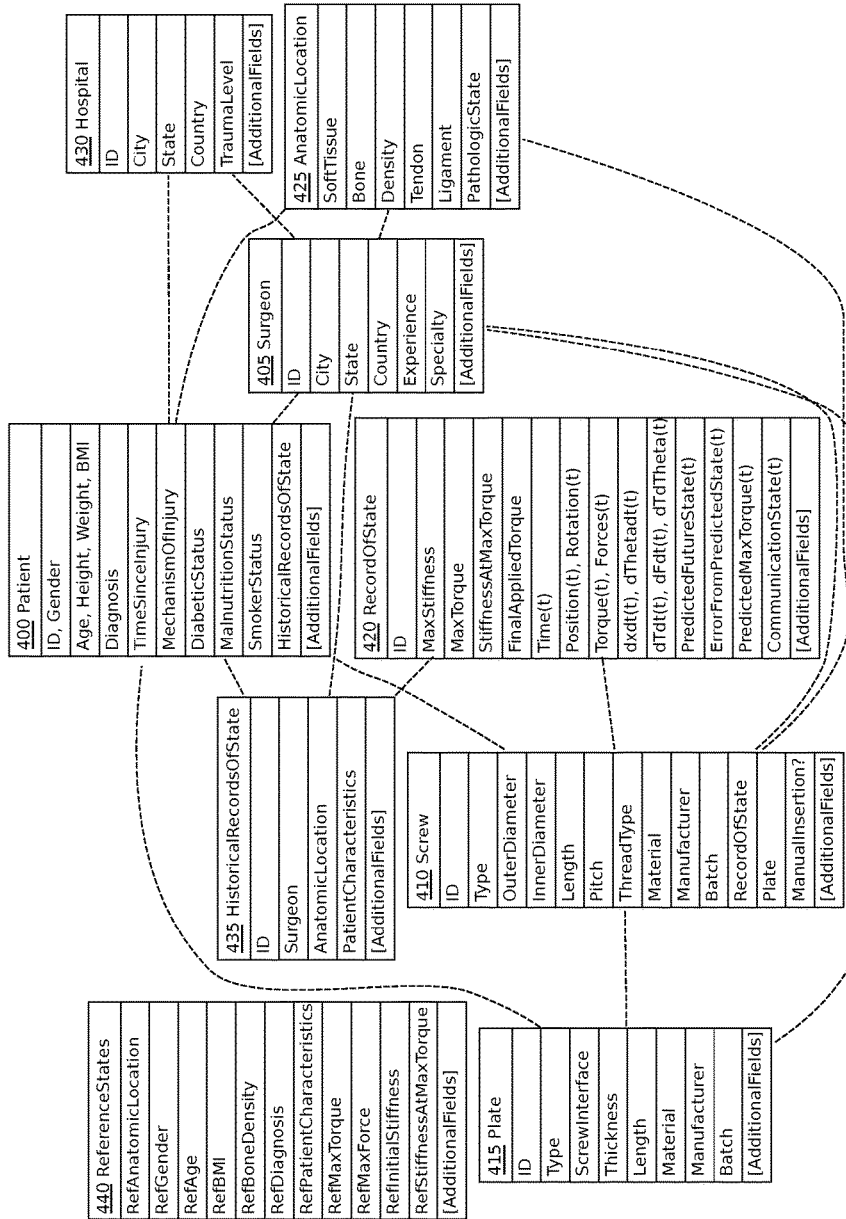 430 Hospital
ID
City
State
Country
TraumaLevel
[AdditionalFields]
425 AnatomicLocation
SoftTissue
Bone
Density
Tendon
Ligament
PathologicState
[AdditionalFields]
405 Surgeon
ID
City
State
Country
Experience
Specialty
[AdditionalFields]
400 Patient
ID, Gender
Age, Height, Weight, BMI
Diagnosis
TimeSinceInjury
MechanismOfInjury
DiabeticStatus
MalnutritionStatus
SmokerStatus
HistoricalRecordsOfState
[AdditionalFields]
420 RecordOfState
ID
MaxStiffness
MaxTorque
StiffnessAtMaxTorque
FinalAppliedTorque
Time(t)
Position(t), Rotation(t)
Torque(t), Forces(t)
dxdt(t), dThetadt(t)
dTdt(t), dFdt(t), dTdTheta(t)
PredictedFutureState(t)
ErrorFromPredictedState(t)
PredictedMaxTorque(t)
CommunicationState(t)
[AdditionalFields]
435 HistoricalRecordsOfState
ID
Surgeon
AnatomicLocation
PatientCharacteristics
[AdditionalFields]
410 Screw
ID
Type
OuterDiameter
InnerDiameter
Length
Pitch
ThreadType
Material
Manufacturer
Batch
RecordOfState
Plate
ManualInsertion?
[AdditionalFields]
440 ReferenceStates
RefAnatomicLocation
RefGender
RefAge
RefBMI
RefBoneDensity
RefDiagnosis
RefPatientCharacteristics
RefMaxTorque
RefMaxForce
RefInitialStiffness
RefStiffnessAtMaxTorque
[AdditionalFields]
415 Plate
ID
Type
ScrewInterface
Thickness
Length
Material
Manufacturer
Batch
[AdditionalFields]